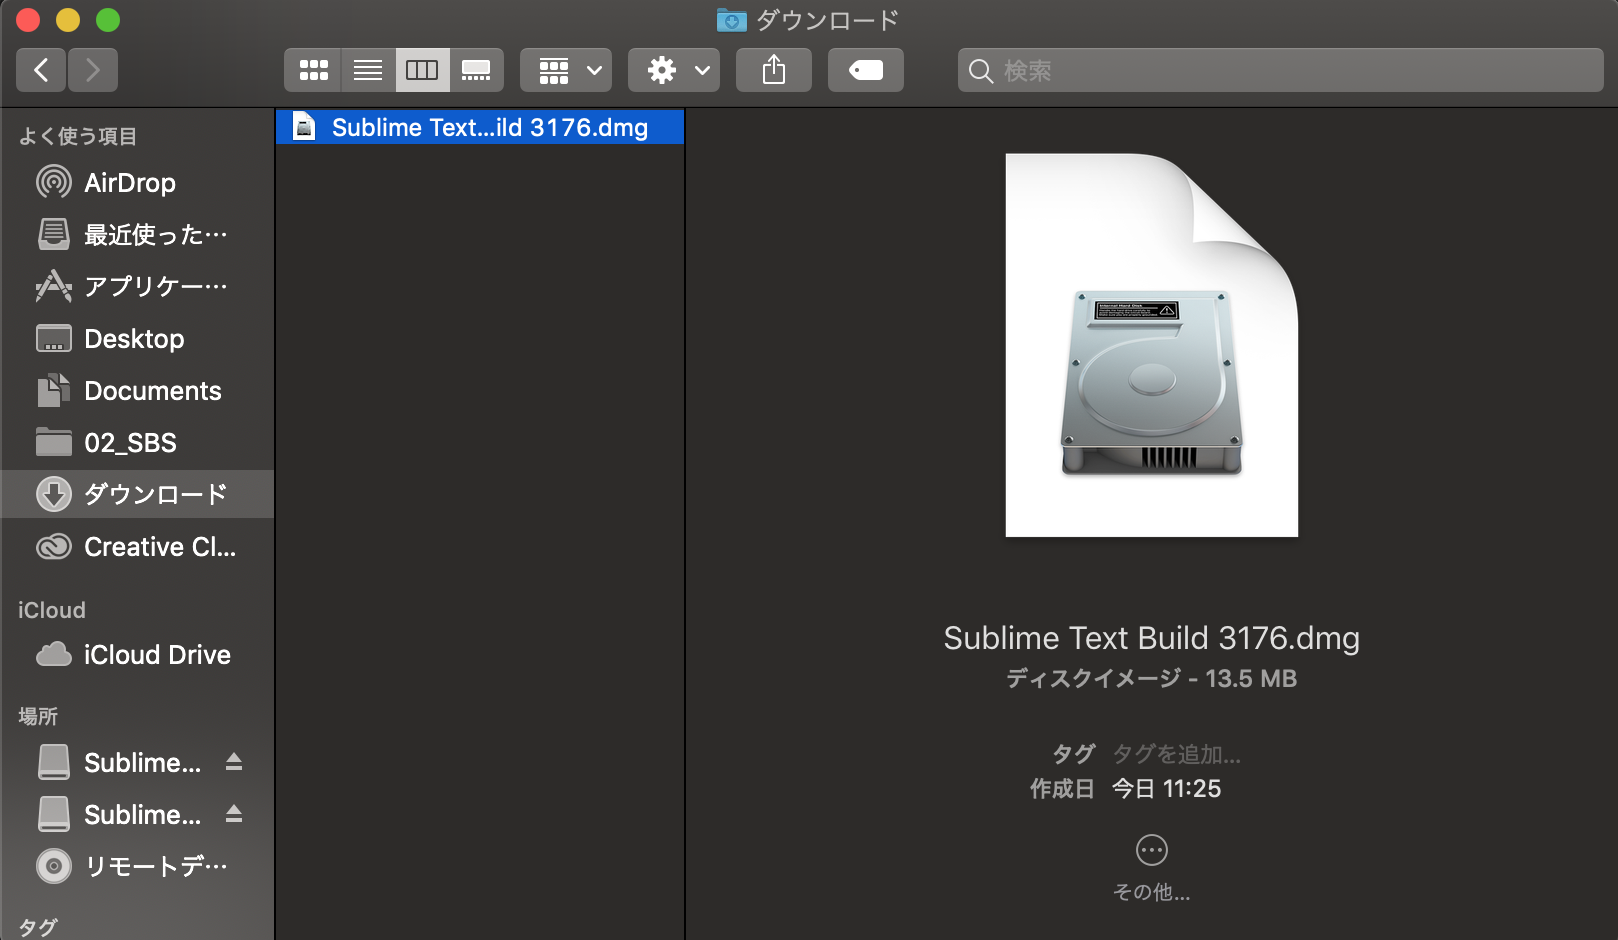 ダウンロード
検索
よく使う項目
AirDrop
最近使った…
アプリケー…
Desktop
Documents
02_SBS
ダウンロード
Creative Cl...
iCloud
iCloud Drive
場所
Sublime...
Sublime...
リモートデ…
タグ
Sublime Text...ild 3176.dmg
Internal Hard Disk
Sublime Text Build 3176.dmg
ディスクイメージ - 13.5 MB
タグ タグを追加...
作成日 今日 11:25
その他...